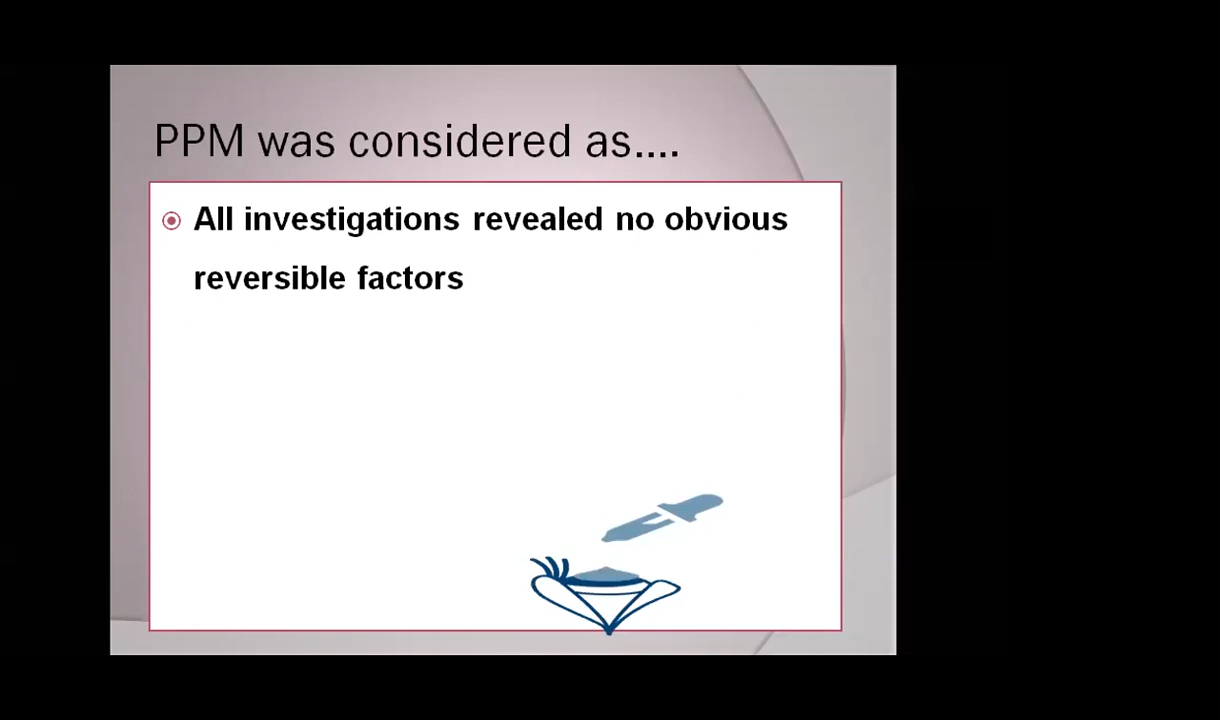 PPM was considered as....
All investigations revealed no obvious
reversible factors